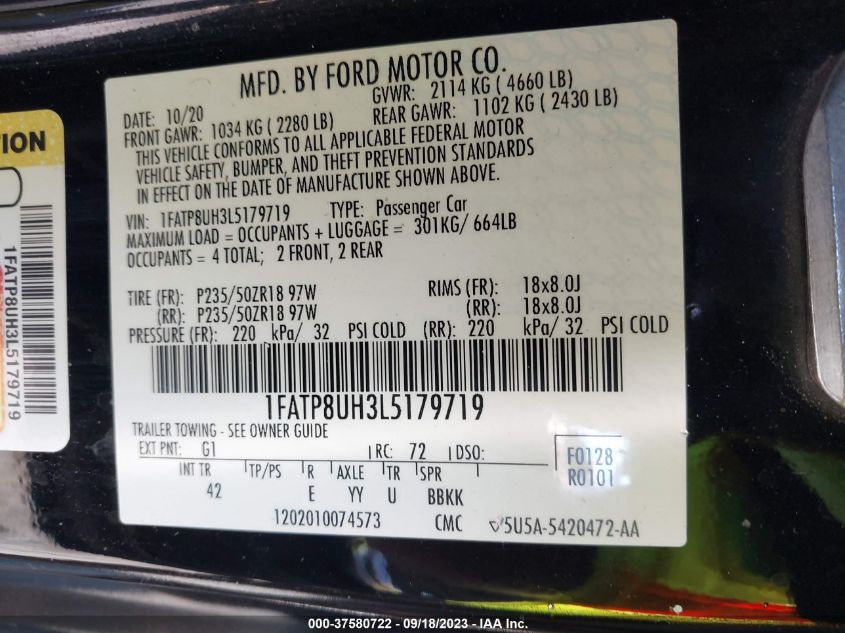 MFD. BY FORD MOTOR CO.
DATE: 10/20
GVWR: 2114 KG ( 4660 LB)
FRONT GAWR: 1034 KG ( 2280 LB)
REAR GAWR: 1102 KG ( 2430 LB)
THIS VEHICLE CONFORMS TO ALL APPLICABLE FEDERAL MOTOR
VEHICLE SAFETY, BUMPER, AND THEFT PREVENTION STANDARDS
IN EFFECT ON THE DATE OF MANUFACTURE SHOWN ABOVE.
VIN: 1FATP8UH3L5179719 TYPE: Passenger Car
MAXIMUM LOAD = OCCUPANTS + LUGGAGE = 301KG/ 664LB
OCCUPANTS = 4 TOTAL; 2 FRONT, 2 REAR
TIRE (FR): P235/50ZR18 97W RIMS (FR): 18x8.0J
(RR): P235/50ZR18 97W (RR): 18x8.0J
PRESSURE (FR): 220 kPa/ 32 PSI COLD (RR): 220 kPa/ 32 PSI COLD
1FATP8UH3L5179719
TRAILER TOWING - SEE OWNER GUIDE
EXT PNT: G1 RC: 72 DSO:
F0128
R0101
INT TR TP/PS R AXLE TR SPR
42 E YY U BBKK
1202010074573 CMC 5U5A-5420472-AA
TION
1FATP8UH3L5179719
000-37580722 - 09/18/2023 - IAA Inc.